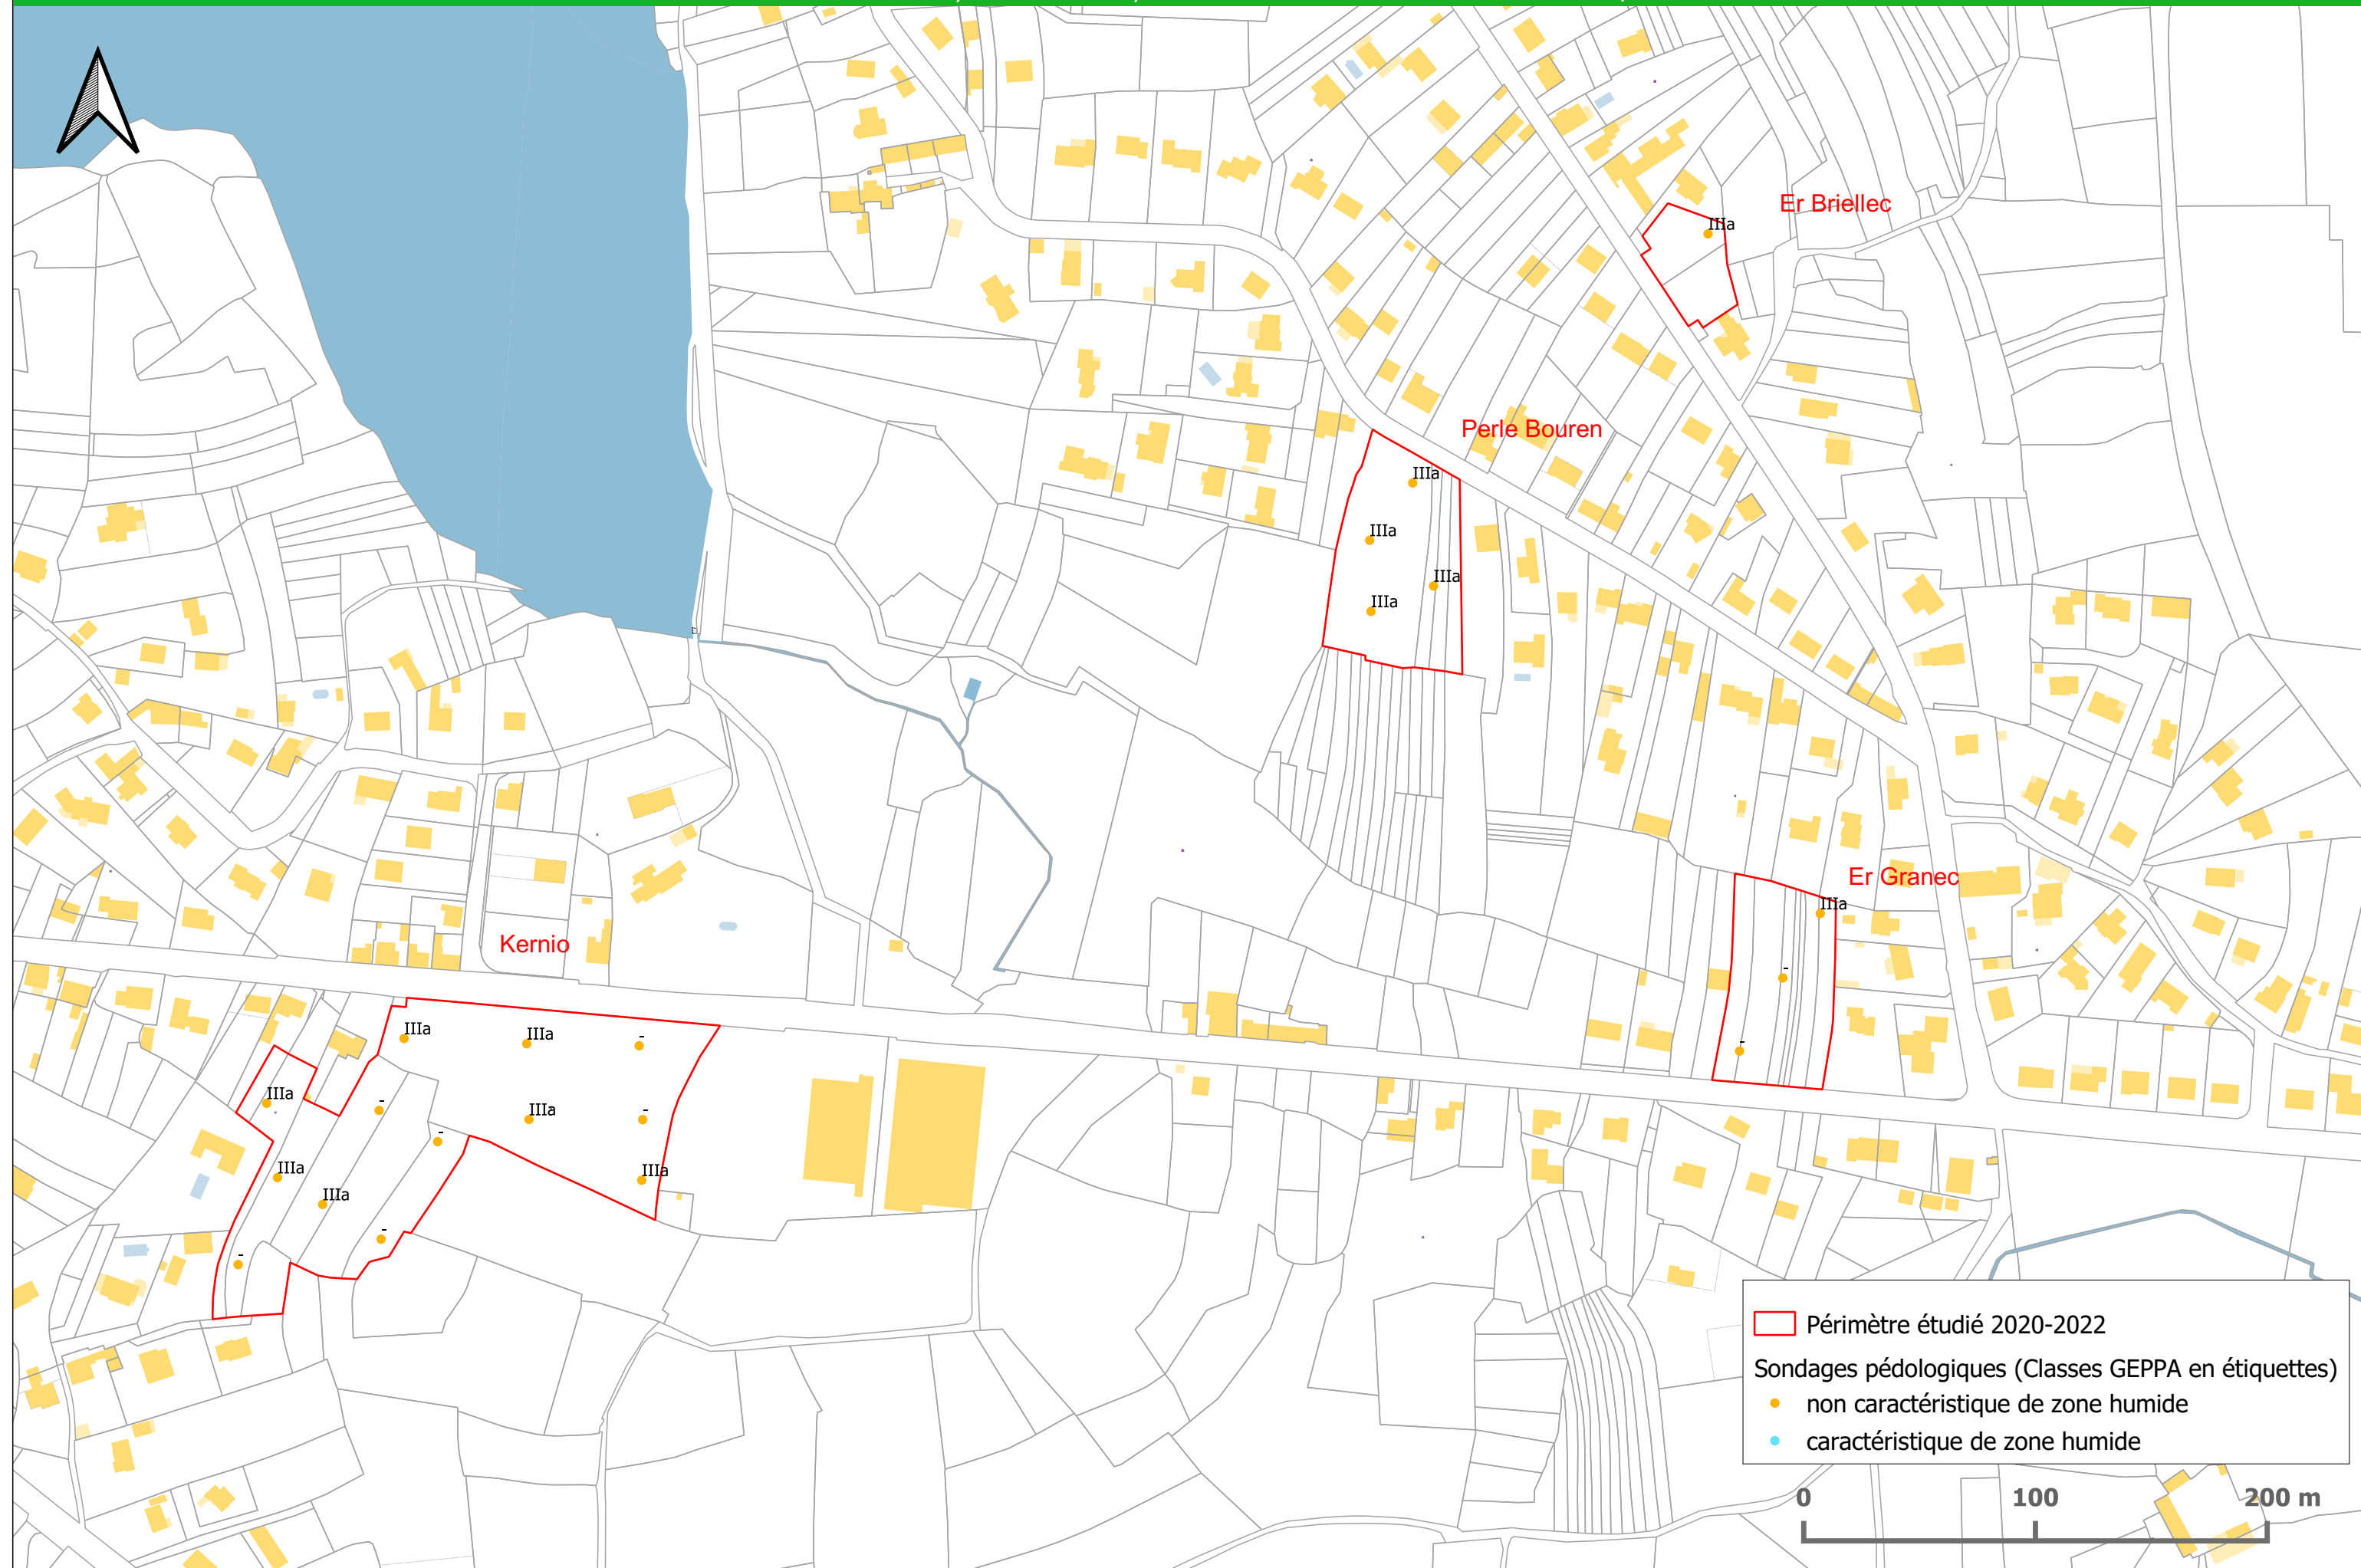 Er Briellec
IIIa
Perle Bouren
IIIa
IIIa
IIIa
IIIa
Er Granec
IIIa
-
-
Kernio
IIIa
IIIa
-
IIIa
-
IIIa
-
-
IIIa
IIIa
IIIa
-
-
Périmètre étudié 2020-2022
Sondages pédologiques (Classes GEPPA en étiquettes)
non caractéristique de zone humide
caractéristique de zone humide
0 100 200 m